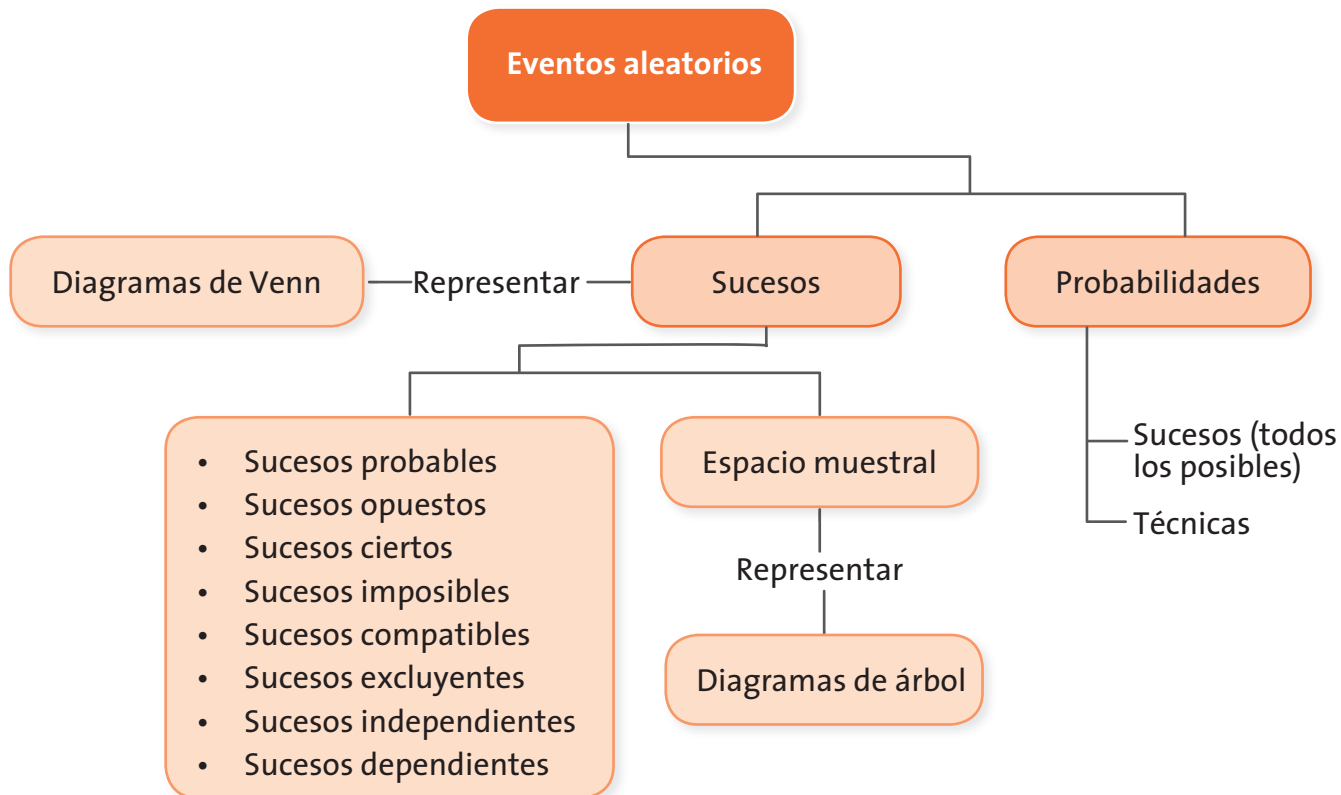 Eventos aleatorios
Diagramas de Venn
Representar
Sucesos
Probabilidades
• Sucesos probables
• Sucesos opuestos
• Sucesos ciertos
• Sucesos imposibles
• Sucesos compatibles
• Sucesos excluyentes
• Sucesos independientes
• Sucesos dependientes
Espacio muestral
Representar
Diagramas de árbol
Sucesos (todos
los posibles)
Técnicas